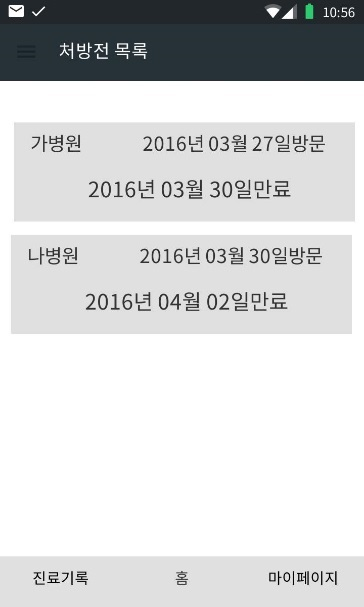 10:56
처방전 목록
가병원 2016년 03월 27일방문
2016년 03월 30일만료
나병원 2016년 03월 30일방문
2016년 04월 02일만료
진료기록 홈 마이페이지